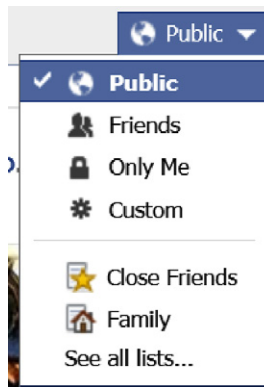 Public
Public
Friends
Only Me
Custom
Close Friends
Family
See all lists...